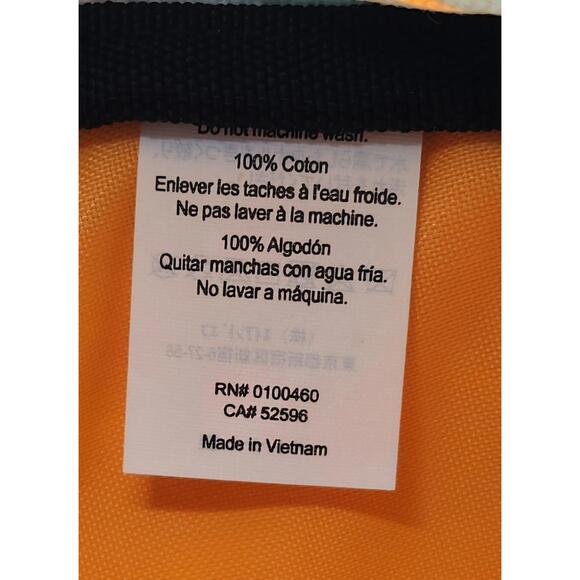 Do not machine wash.
100% Coton
Enlever les taches à l'eau froide.
Ne pas laver à la machine.
100% Algodón
Quitar manchas con agua fría.
No lavar a máquina.
RN# 0100460
CA# 52596
Made in Vietnam